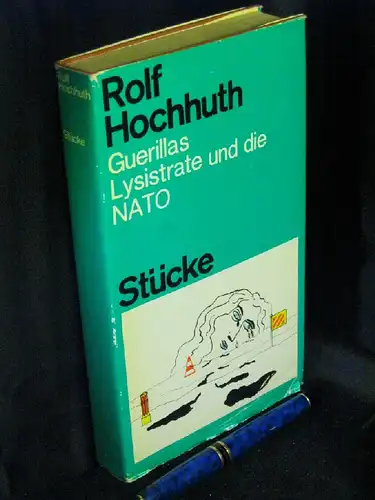 Rolf
Hochhuth
Stücke
Rolf
Hochhuth
Guerillas
Lysistrate und die
NATO
Stücke